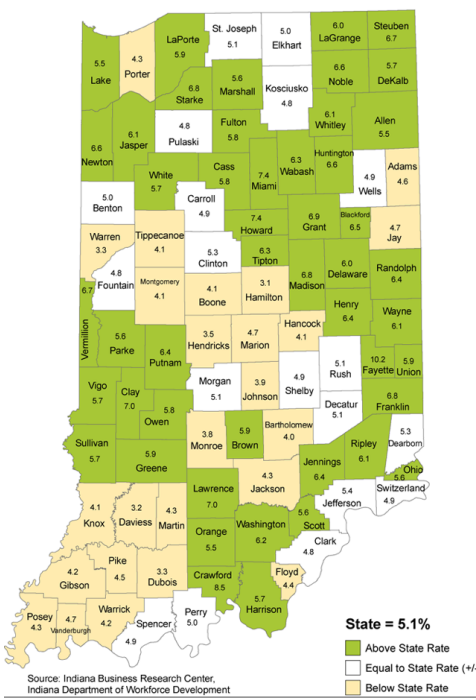 St. Joseph
5.1
5.0
Elkhart
6.0
LaGrange
Steuben
6.7
LaPorte
5.9
5.5
Lake
4.3
Porter
6.6
Noble
5.7
DeKalb
5.6
Marshall
Kosciusko
4.8
6.8
Starke
6.1
Whitley
Allen
5.5
Fulton
5.8
4.8
Pulaski
6.1
Jasper
6.6
Newton
Huntington
6.6
6.3
Wabash
7.4
Miami
Cass
5.8
White
5.7
4.9
Wells
Adams
4.6
Carroll
4.9
5.0
Benton
7.4
Howard
6.9
Grant
Blackford
6.5
4.7
Jay
Tippecanoe
4.1
Warren
3.3
5.3
Clinton
6.3
Tipton
6.8
Madison
6.0
Delaware
Randolph
6.4
4.8
Fountain
Montgomery
4.1
4.1
Boone
3.1
Hamilton
6.7
Vermillion
Henry
6.4
Wayne
6.1
Hancock
4.1
3.5
Hendricks
4.7
Marion
5.6
Parke
6.4
Putnam
5.1
Rush
10.2
Fayette
5.9
Union
4.9
Shelby
3.9
Johnson
Morgan
5.1
Vigo
5.7
Clay
7.0
5.8
Owen
6.8
Franklin
Decatur
5.1
Bartholomew
4.0
5.9
Brown
3.8
Monroe
Sullivan
5.7
5.9
Greene
5.3
Dearborn
Ripley
6.1
Jennings
6.4
4.3
Jackson
Ohio
5.6
Switzerland
4.9
5.4
Jefferson
Lawrence
7.0
4.1
Knox
3.2
Daviess
4.3
Martin
5.6
Scott
Washington
6.2
Orange
5.5
Clark
4.8
Pike
4.5
3.3
Dubois
4.2
Gibson
Crawford
8.5
Floyd
4.4
5.7
Harrison
Posey
4.3
4.7
Vanderburgh
Warrick
4.2
Spencer
4.9
Perry
5.0
State = 5.1%
Above State Rate
Equal to State Rate (+/-
Below State Rate
Source: Indiana Business Research Center,
Indiana Department of Workforce Development